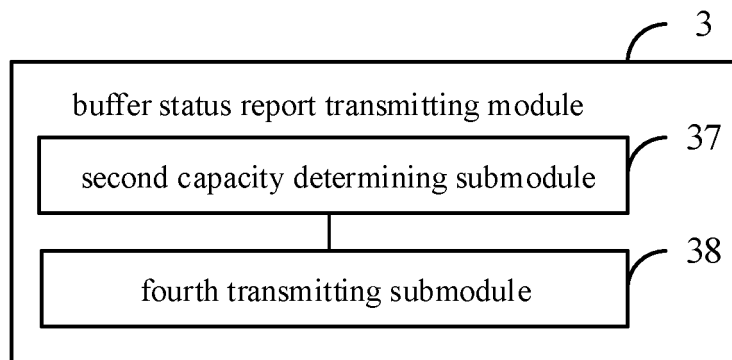 3
buffer status report transmitting module
37
second capacity determining submodule
38
fourth transmitting submodule